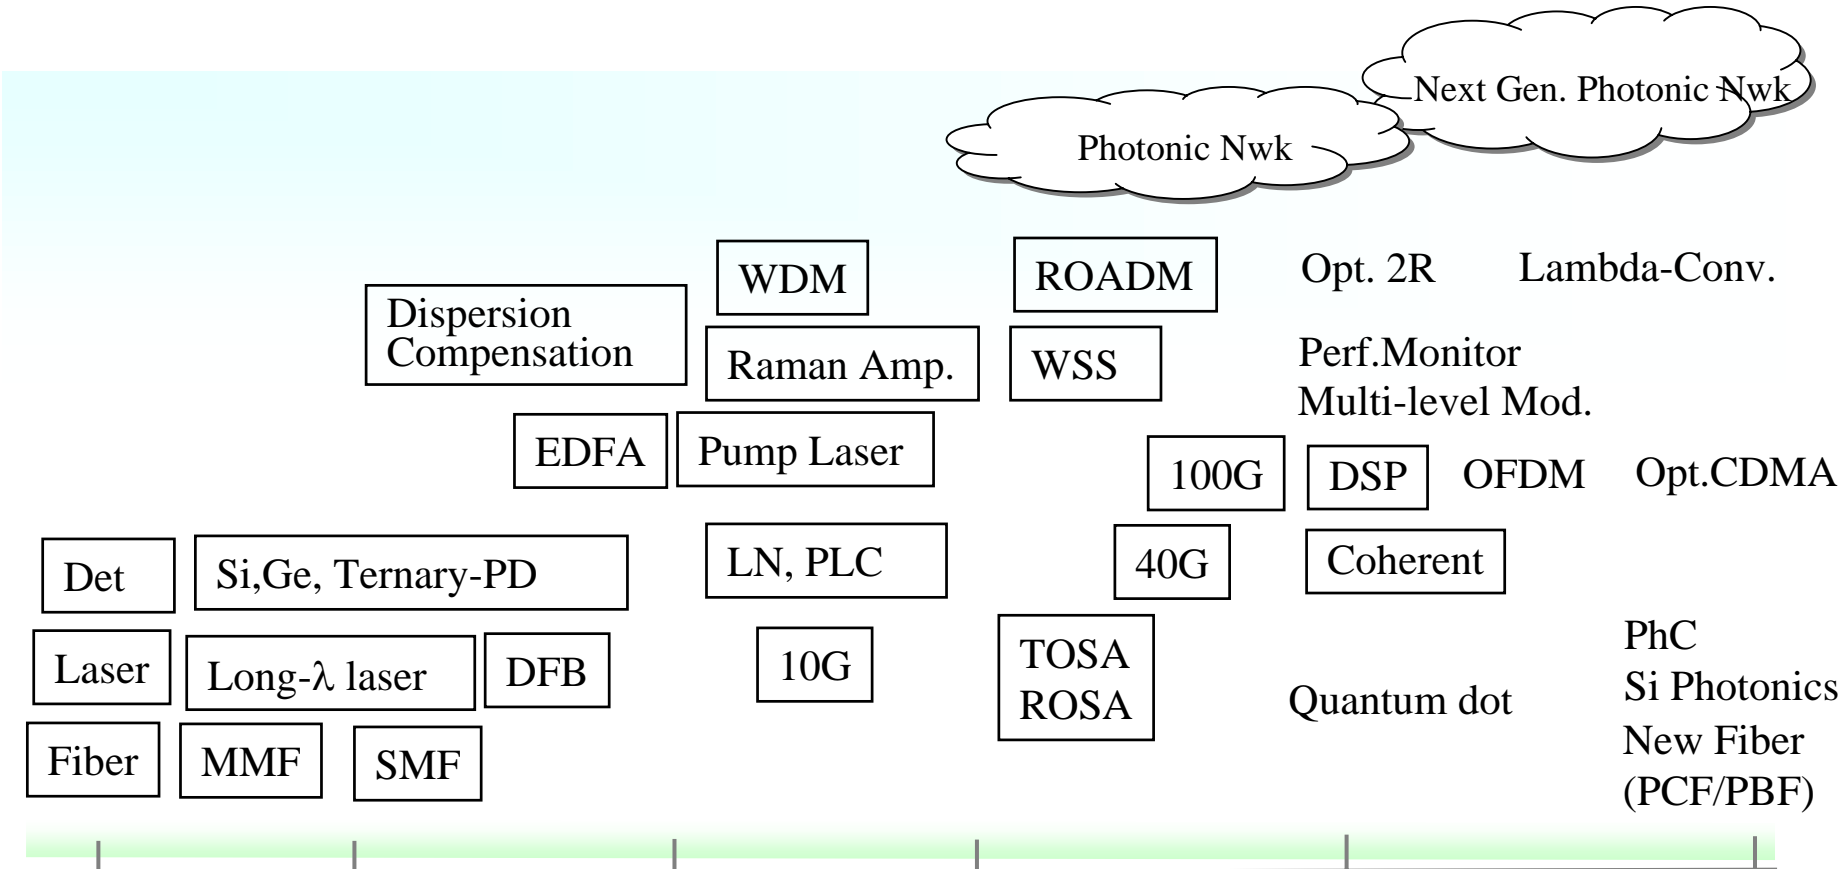 Next Gen. Photonic Nwk
Photonic Nwk
WDM
ROADM
Opt. 2R
Lambda-Conv.
Dispersion
Compensation
Raman Amp.
WSS
Perf.Monitor
Multi-level Mod.
EDFA
Pump Laser
100G
DSP
OFDM
Opt.CDMA
Det
Si,Ge, Ternary-PD
LN, PLC
40G
Coherent
Laser
Long-λ laser
DFB
10G
TOSA
ROSA
Quantum dot
PhC
Si Photonics
New Fiber
(PCF/PBF)
Fiber
MMF
SMF